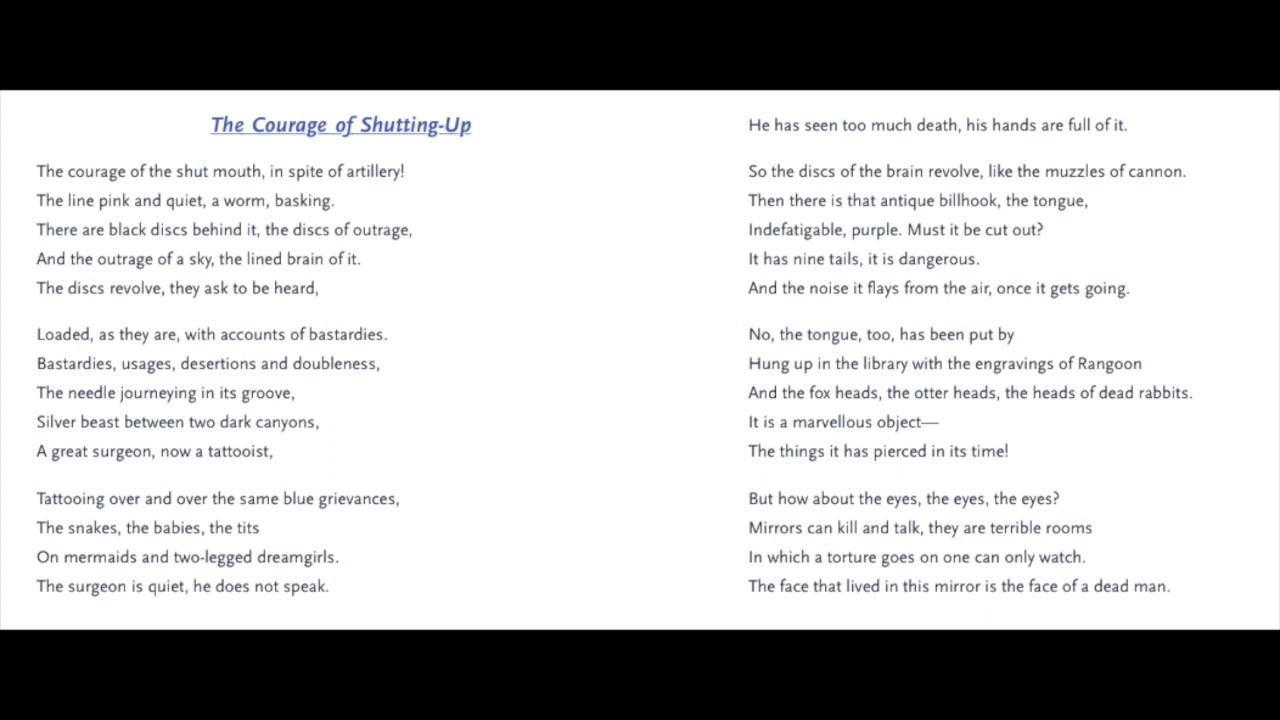 The Courage of Shutting-Up
The courage of the shut mouth, in spite of artillery!
The line pink and quiet, a worm, basking.
There are black discs behind it, the discs of outrage,
And the outrage of a sky, the lined brain of it.
The discs revolve, they ask to be heard,
Loaded, as they are, with accounts of bastardies.
Bastardies, usages, desertions and doubleness,
The needle journeying in its groove,
Silver beast between two dark canyons,
A great surgeon, now a tattooist,
Tattooing over and over the same blue grievances,
The snakes, the babies, the tits
On mermaids and two-legged dreamgirls.
The surgeon is quiet, he does not speak.
He has seen too much death, his hands are full of it.
So the discs of the brain revolve, like the muzzles of cannon.
Then there is that antique billhook, the tongue,
Indefatigable, purple. Must it be cut out?
It has nine tails, it is dangerous.
And the noise it flays from the air, once it gets going.
No, the tongue, too, has been put by
Hung up in the library with the engravings of Rangoon
And the fox heads, the otter heads, the heads of dead rabbits.
It is a marvellous object—
The things it has pierced in its time!
But how about the eyes, the eyes, the eyes?
Mirrors can kill and talk, they are terrible rooms
In which a torture goes on one can only watch.
The face that lived in this mirror is the face of a dead man.